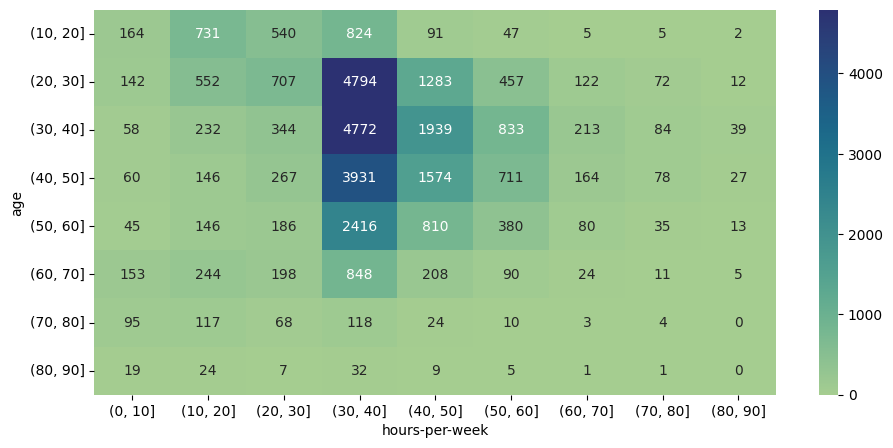 (10, 20] 164 731 540 824 91 47 5 5 2
(20, 30] 142 552 707 4794 1283 457 122 72 12
(30, 40] 58 232 344 4772 1939 833 213 84 39
(40, 50] 60 146 267 3931 1574 711 164 78 27
(50, 60] 45 146 186 2416 810 380 80 35 13
(60, 70] 153 244 198 848 208 90 24 11 5
(70, 80] 95 117 68 118 24 10 3 4 0
(80, 90] 19 24 7 32 9 5 1 1 0
(0, 10] (10, 20] (20, 30] (30, 40] (40, 50] (50, 60] (60, 70] (70, 80] (80, 90]
hours-per-week
age
4000
3000
2000
1000
0